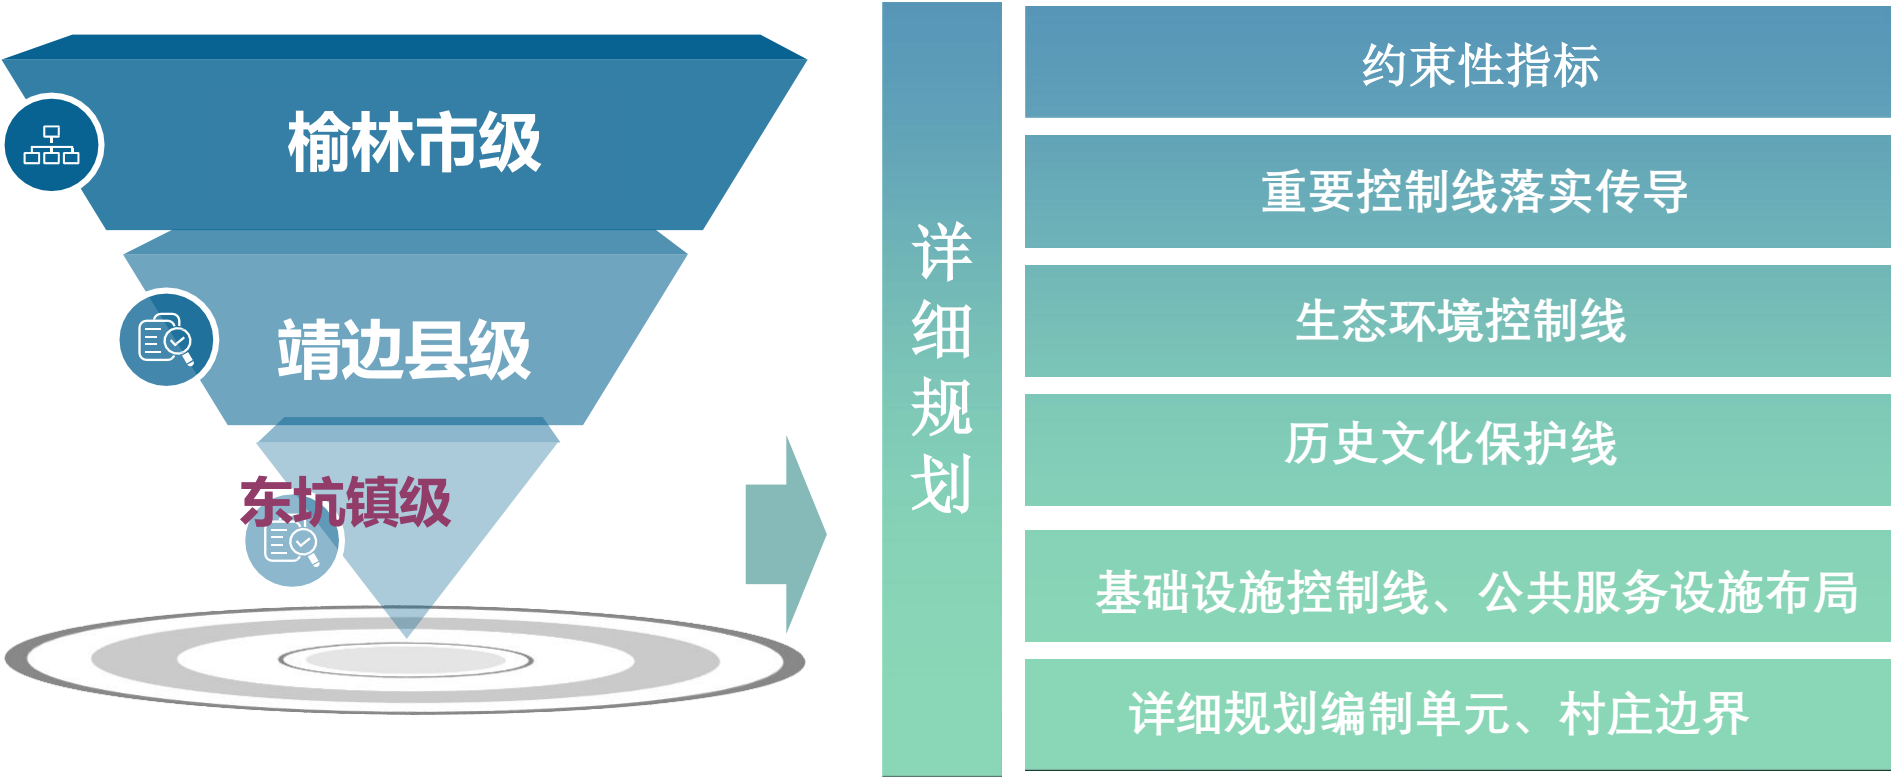 榆林市级
靖边县级
东坑镇级
详细规划
约束性指标
重要控制线落实传导
生态环境控制线
历史文化保护线
基础设施控制线、公共服务设施布局
详细规划编制单元、村庄边界